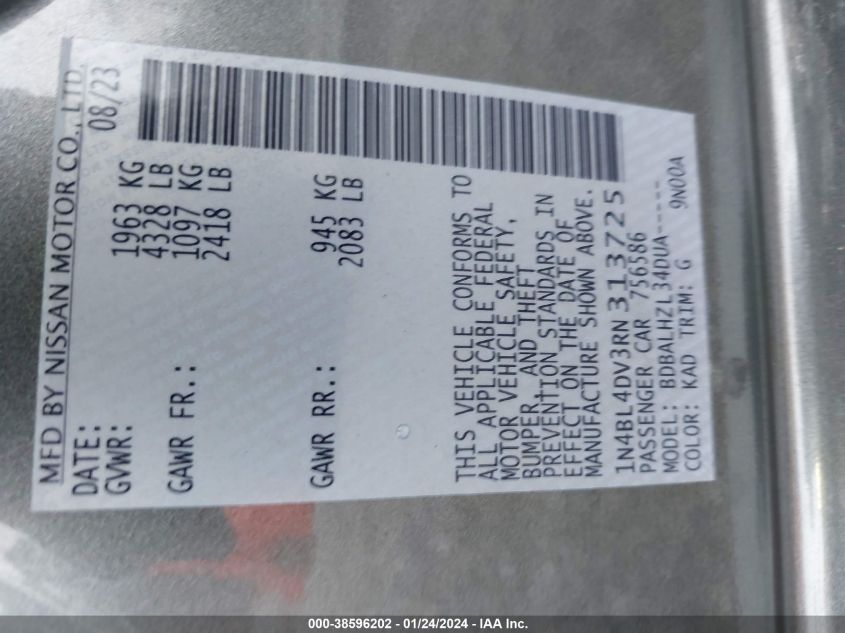 MFD BY NISSAN MOTOR CO., LTD.
DATE: 08/23
GVWR: 1963 KG
4328 LB
GAWR FR.: 1097 KG
2418 LB
GAWR RR.: 945 KG
2083 LB
THIS VEHICLE CONFORMS TO
ALL APPLICABLE FEDERAL
MOTOR VEHICLE SAFETY,
BUMPER, AND THEFT
PREVENTION STANDARDS IN
EFFECT ON THE DATE OF
MANUFACTURE SHOWN ABOVE.
1N4BL4DV3RN313725
PASSENGER CAR 756586
MODEL: BDBALHZL34DUA-----
COLOR: KAD TRIM: G 9N00A
000-38596202 - 01/24/2024 - IAA Inc.